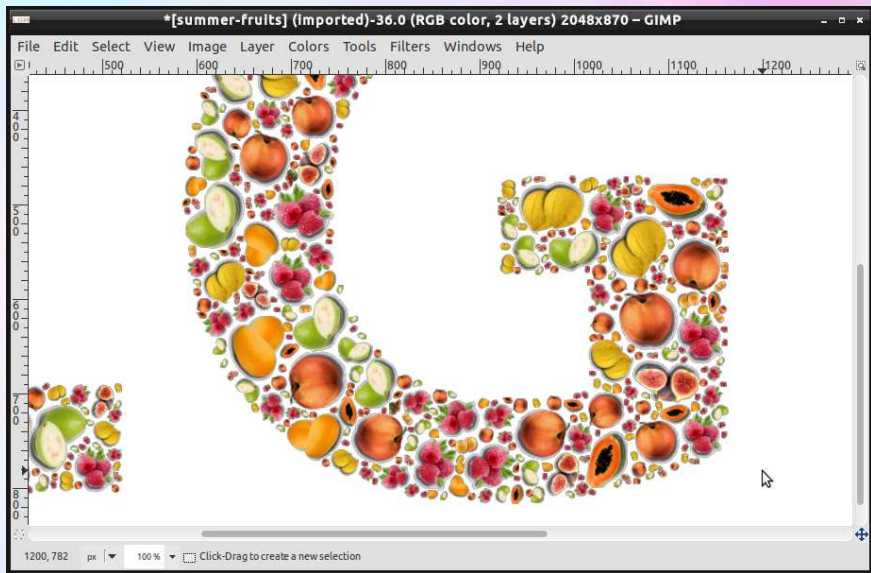 *[summer-fruits] (imported)-36.0 (RGB color, 2 layers) 2048x870 – GIMP
File Edit Select View Image Layer Colors Tools Filters Windows Help
500 600 700 800 900 1000 1100 1200
400
500
600
700
800
G
1200, 782 px 100 % Click-Drag to create a new selection